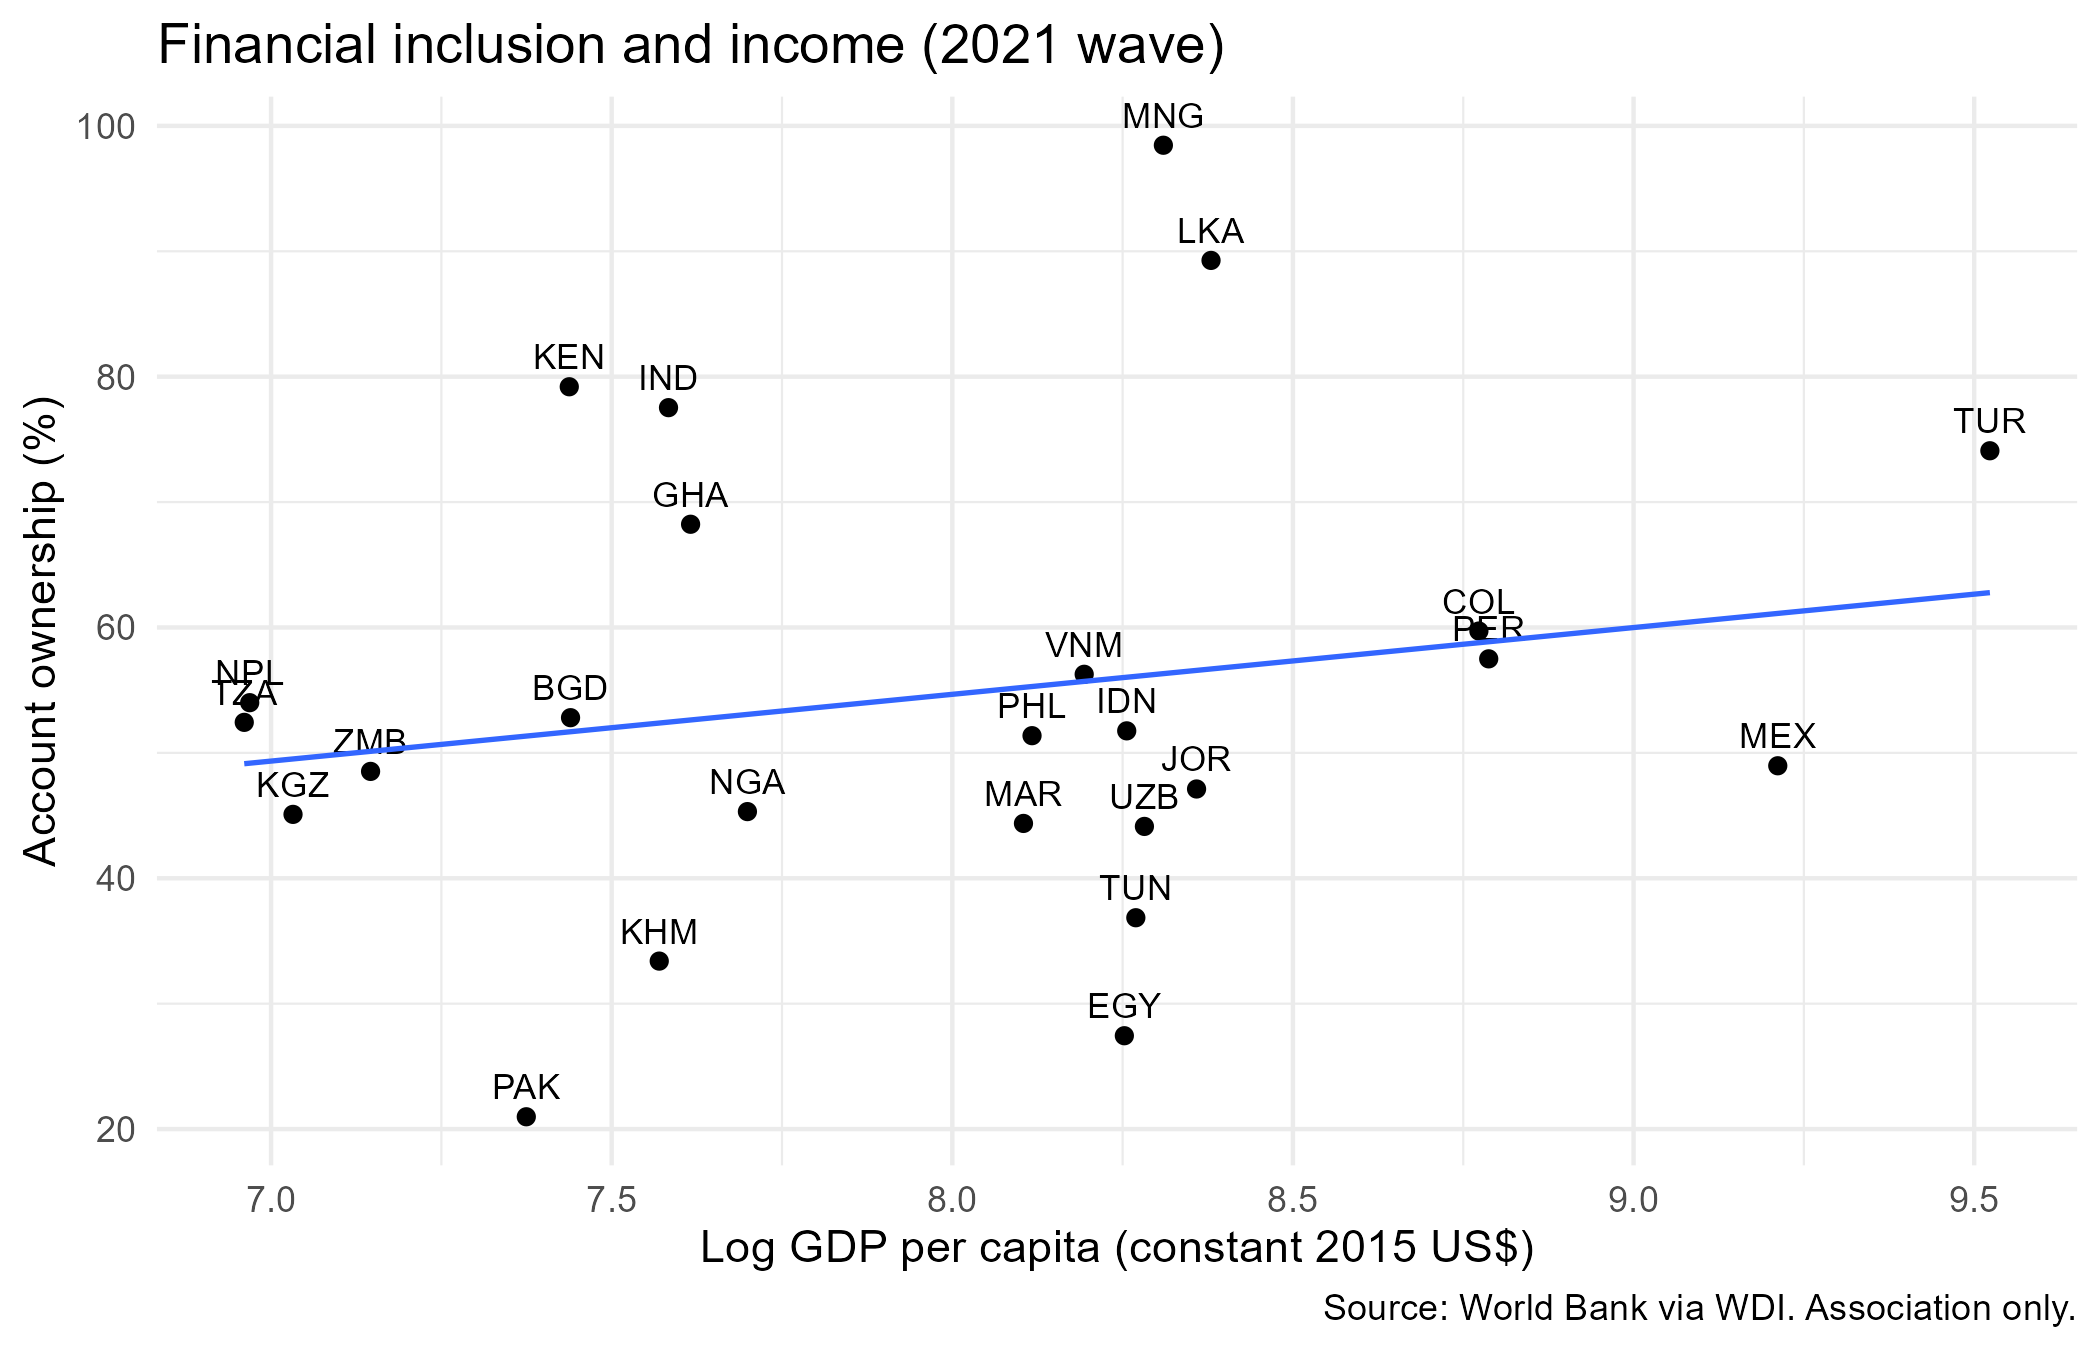 Financial inclusion and income (2021 wave)
100
80
60
40
20
Account ownership (%)
MNG
LKA
KEN
IND
TUR
GHA
COL
PER
VNM
NPL
TZA
BGD
IDN
PHL
ZMB
MEX
JOR
NGA
KGZ
MAR
UZB
TUN
KHM
EGY
PAK
7.0 7.5 8.0 8.5 9.0 9.5
Log GDP per capita (constant 2015 US$)
Source: World Bank via WDI. Association only.